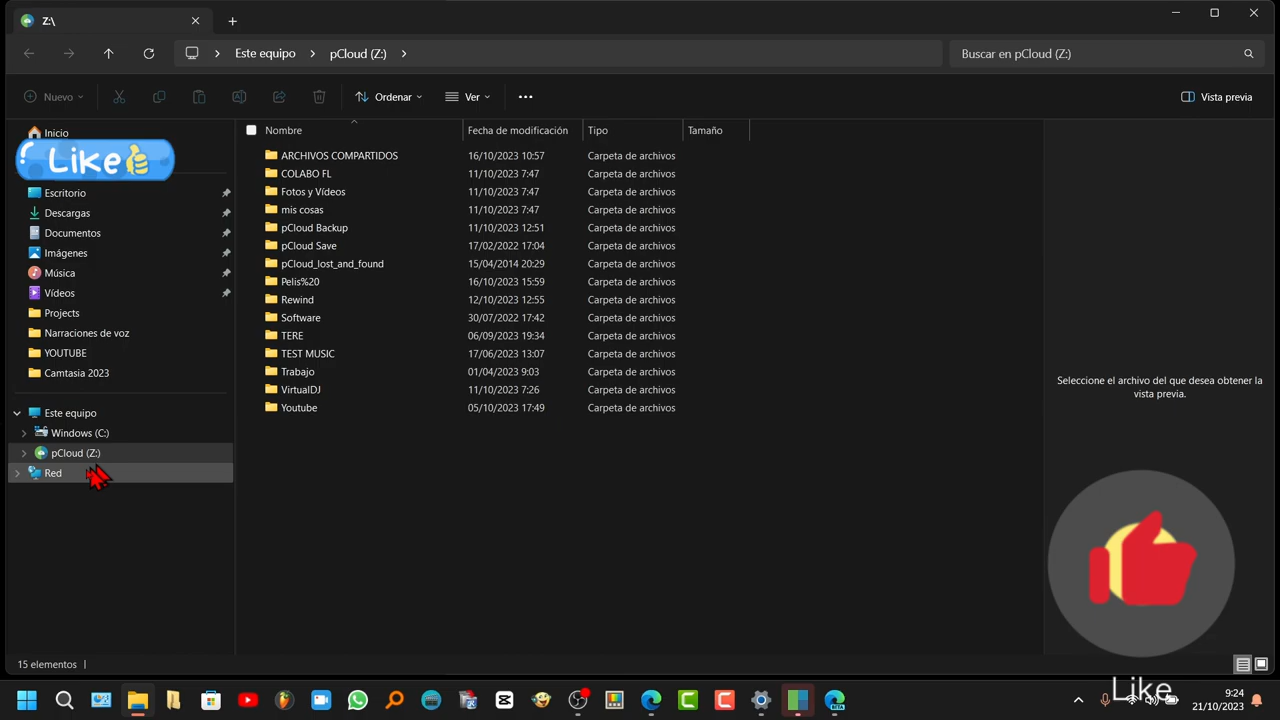 Z:\
Este equipo > pCloud (Z:) >
Buscar en pCloud (Z:)
Nuevo
Ordenar
Ver
Vista previa
Inicio
Like
Escritorio
Descargas
Documentos
Imágenes
Música
Vídeos
Projects
Narraciones de voz
YOUTUBE
Camtasia 2023
Este equipo
Windows (C:)
pCloud (Z:)
Red
Nombre Fecha de modificación Tipo Tamaño
ARCHIVOS COMPARTIDOS 16/10/2023 10:57 Carpeta de archivos
COLABO FL 11/10/2023 7:47 Carpeta de archivos
Fotos y Vídeos 11/10/2023 7:47 Carpeta de archivos
mis cosas 11/10/2023 7:47 Carpeta de archivos
pCloud Backup 11/10/2023 12:51 Carpeta de archivos
pCloud Save 17/02/2022 17:04 Carpeta de archivos
pCloud_lost_and_found 15/04/2014 20:29 Carpeta de archivos
Pelis%20 16/10/2023 15:59 Carpeta de archivos
Rewind 12/10/2023 12:55 Carpeta de archivos
Software 30/07/2022 17:42 Carpeta de archivos
TERE 06/09/2023 19:34 Carpeta de archivos
TEST MUSIC 17/06/2023 13:07 Carpeta de archivos
Trabajo 01/04/2023 9:03 Carpeta de archivos
VirtualDJ 11/10/2023 7:26 Carpeta de archivos
Youtube 05/10/2023 17:49 Carpeta de archivos
Seleccione el archivo del que desea obtener la
vista previa.
15 elementos
Like
9:24
21/10/2023